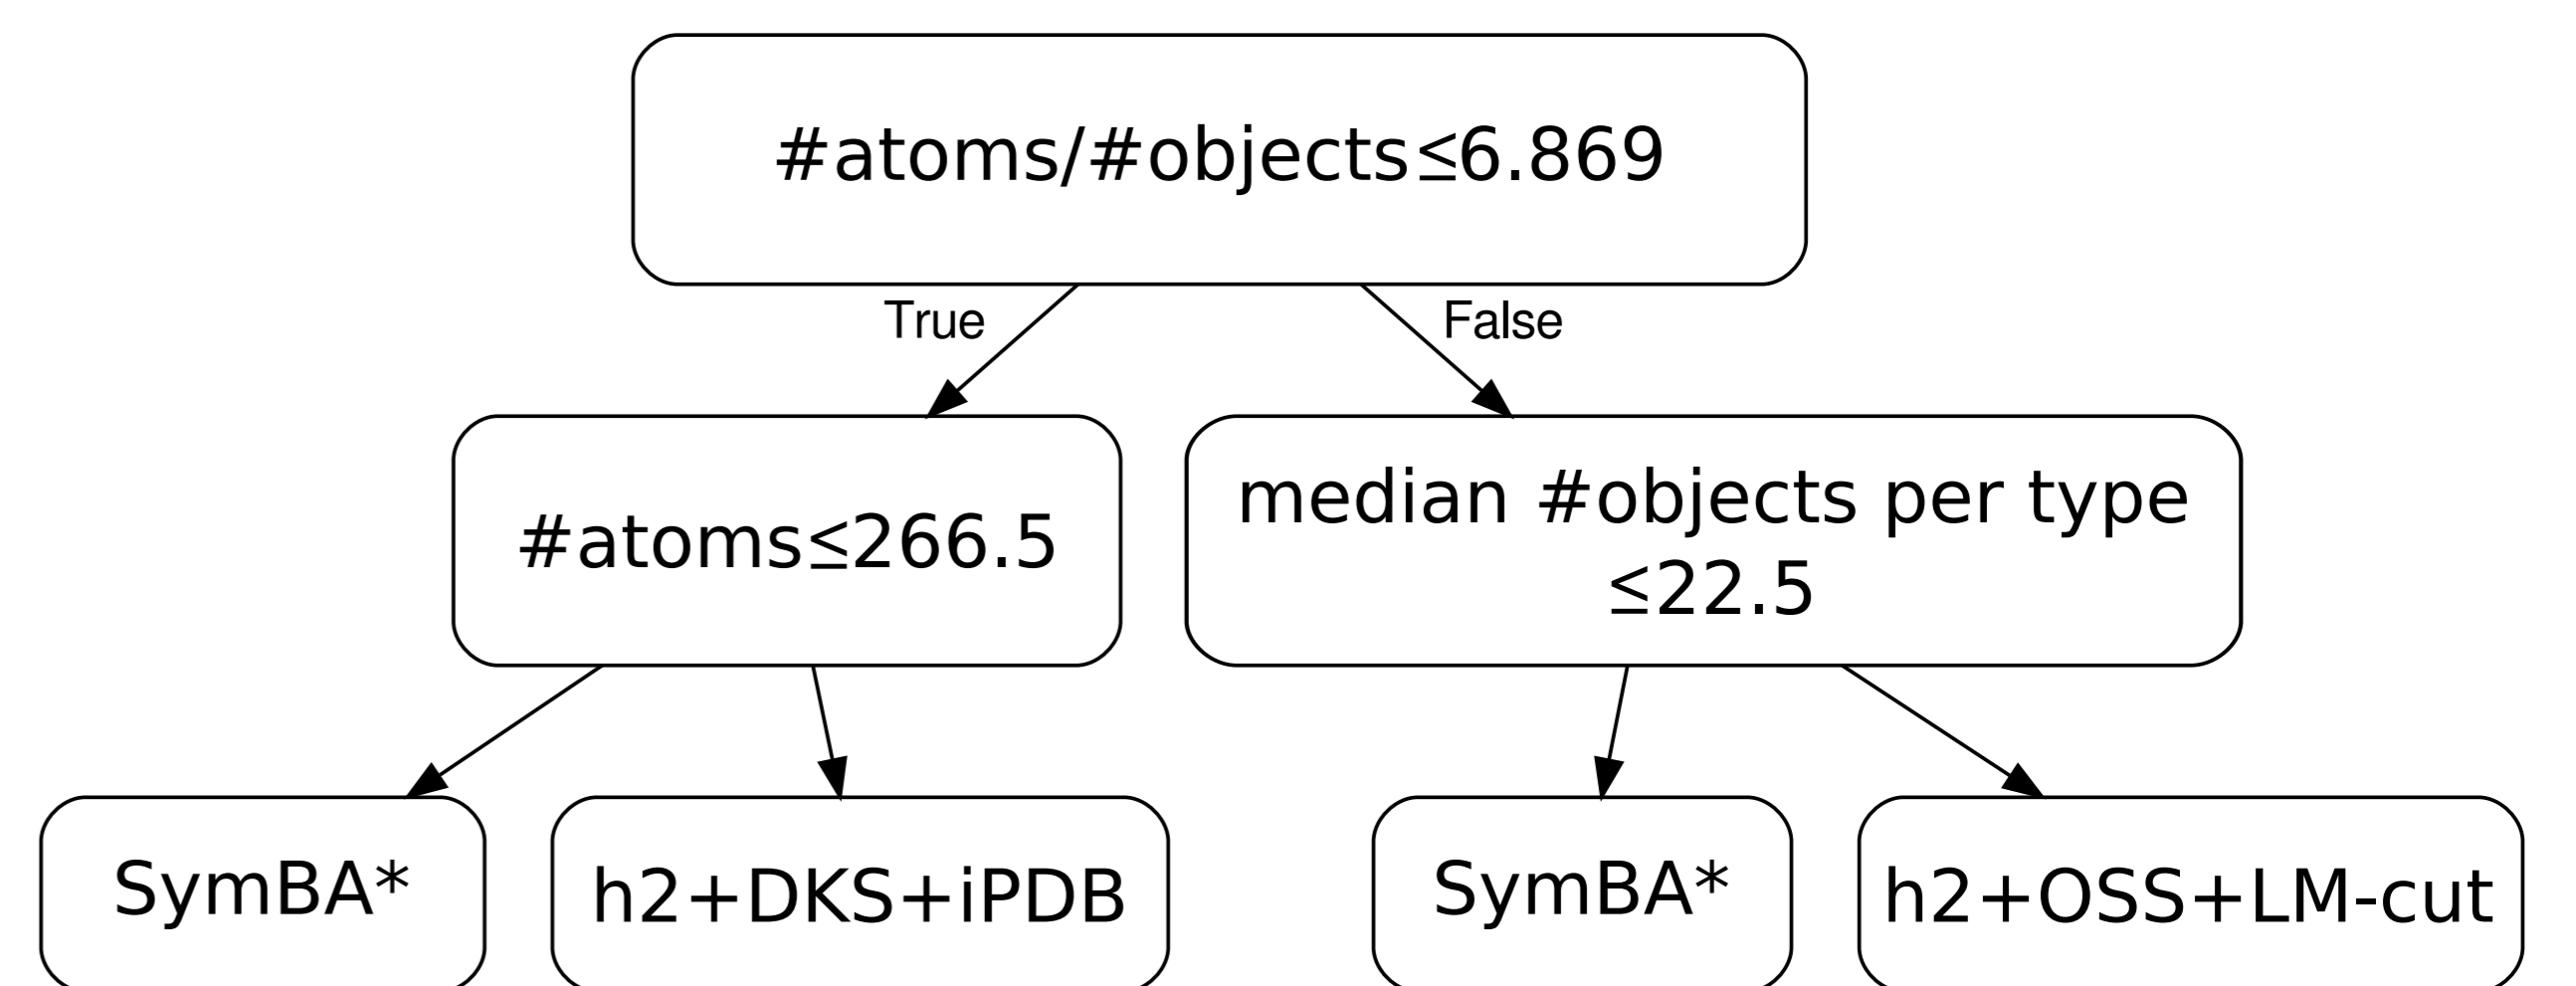 #atoms/#objects≤6.869
True
False
#atoms≤266.5
median #objects per type
≤22.5
SymBA*
h2+DKS+iPDB
SymBA*
h2+OSS+LM-cut